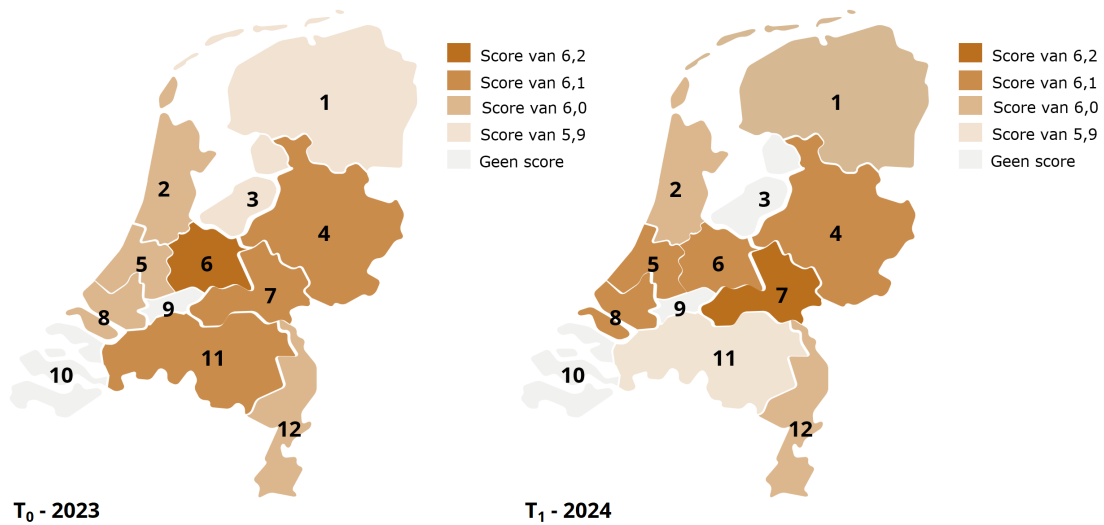 1
2
3
4
5
6
7
8
9
10
11
12
Score van 6,2
Score van 6,1
Score van 6,0
Score van 5,9
Geen score
T₀ - 2023
1
2
3
4
5
6
7
8
9
10
11
12
Score van 6,2
Score van 6,1
Score van 6,0
Score van 5,9
Geen score
T₁ - 2024